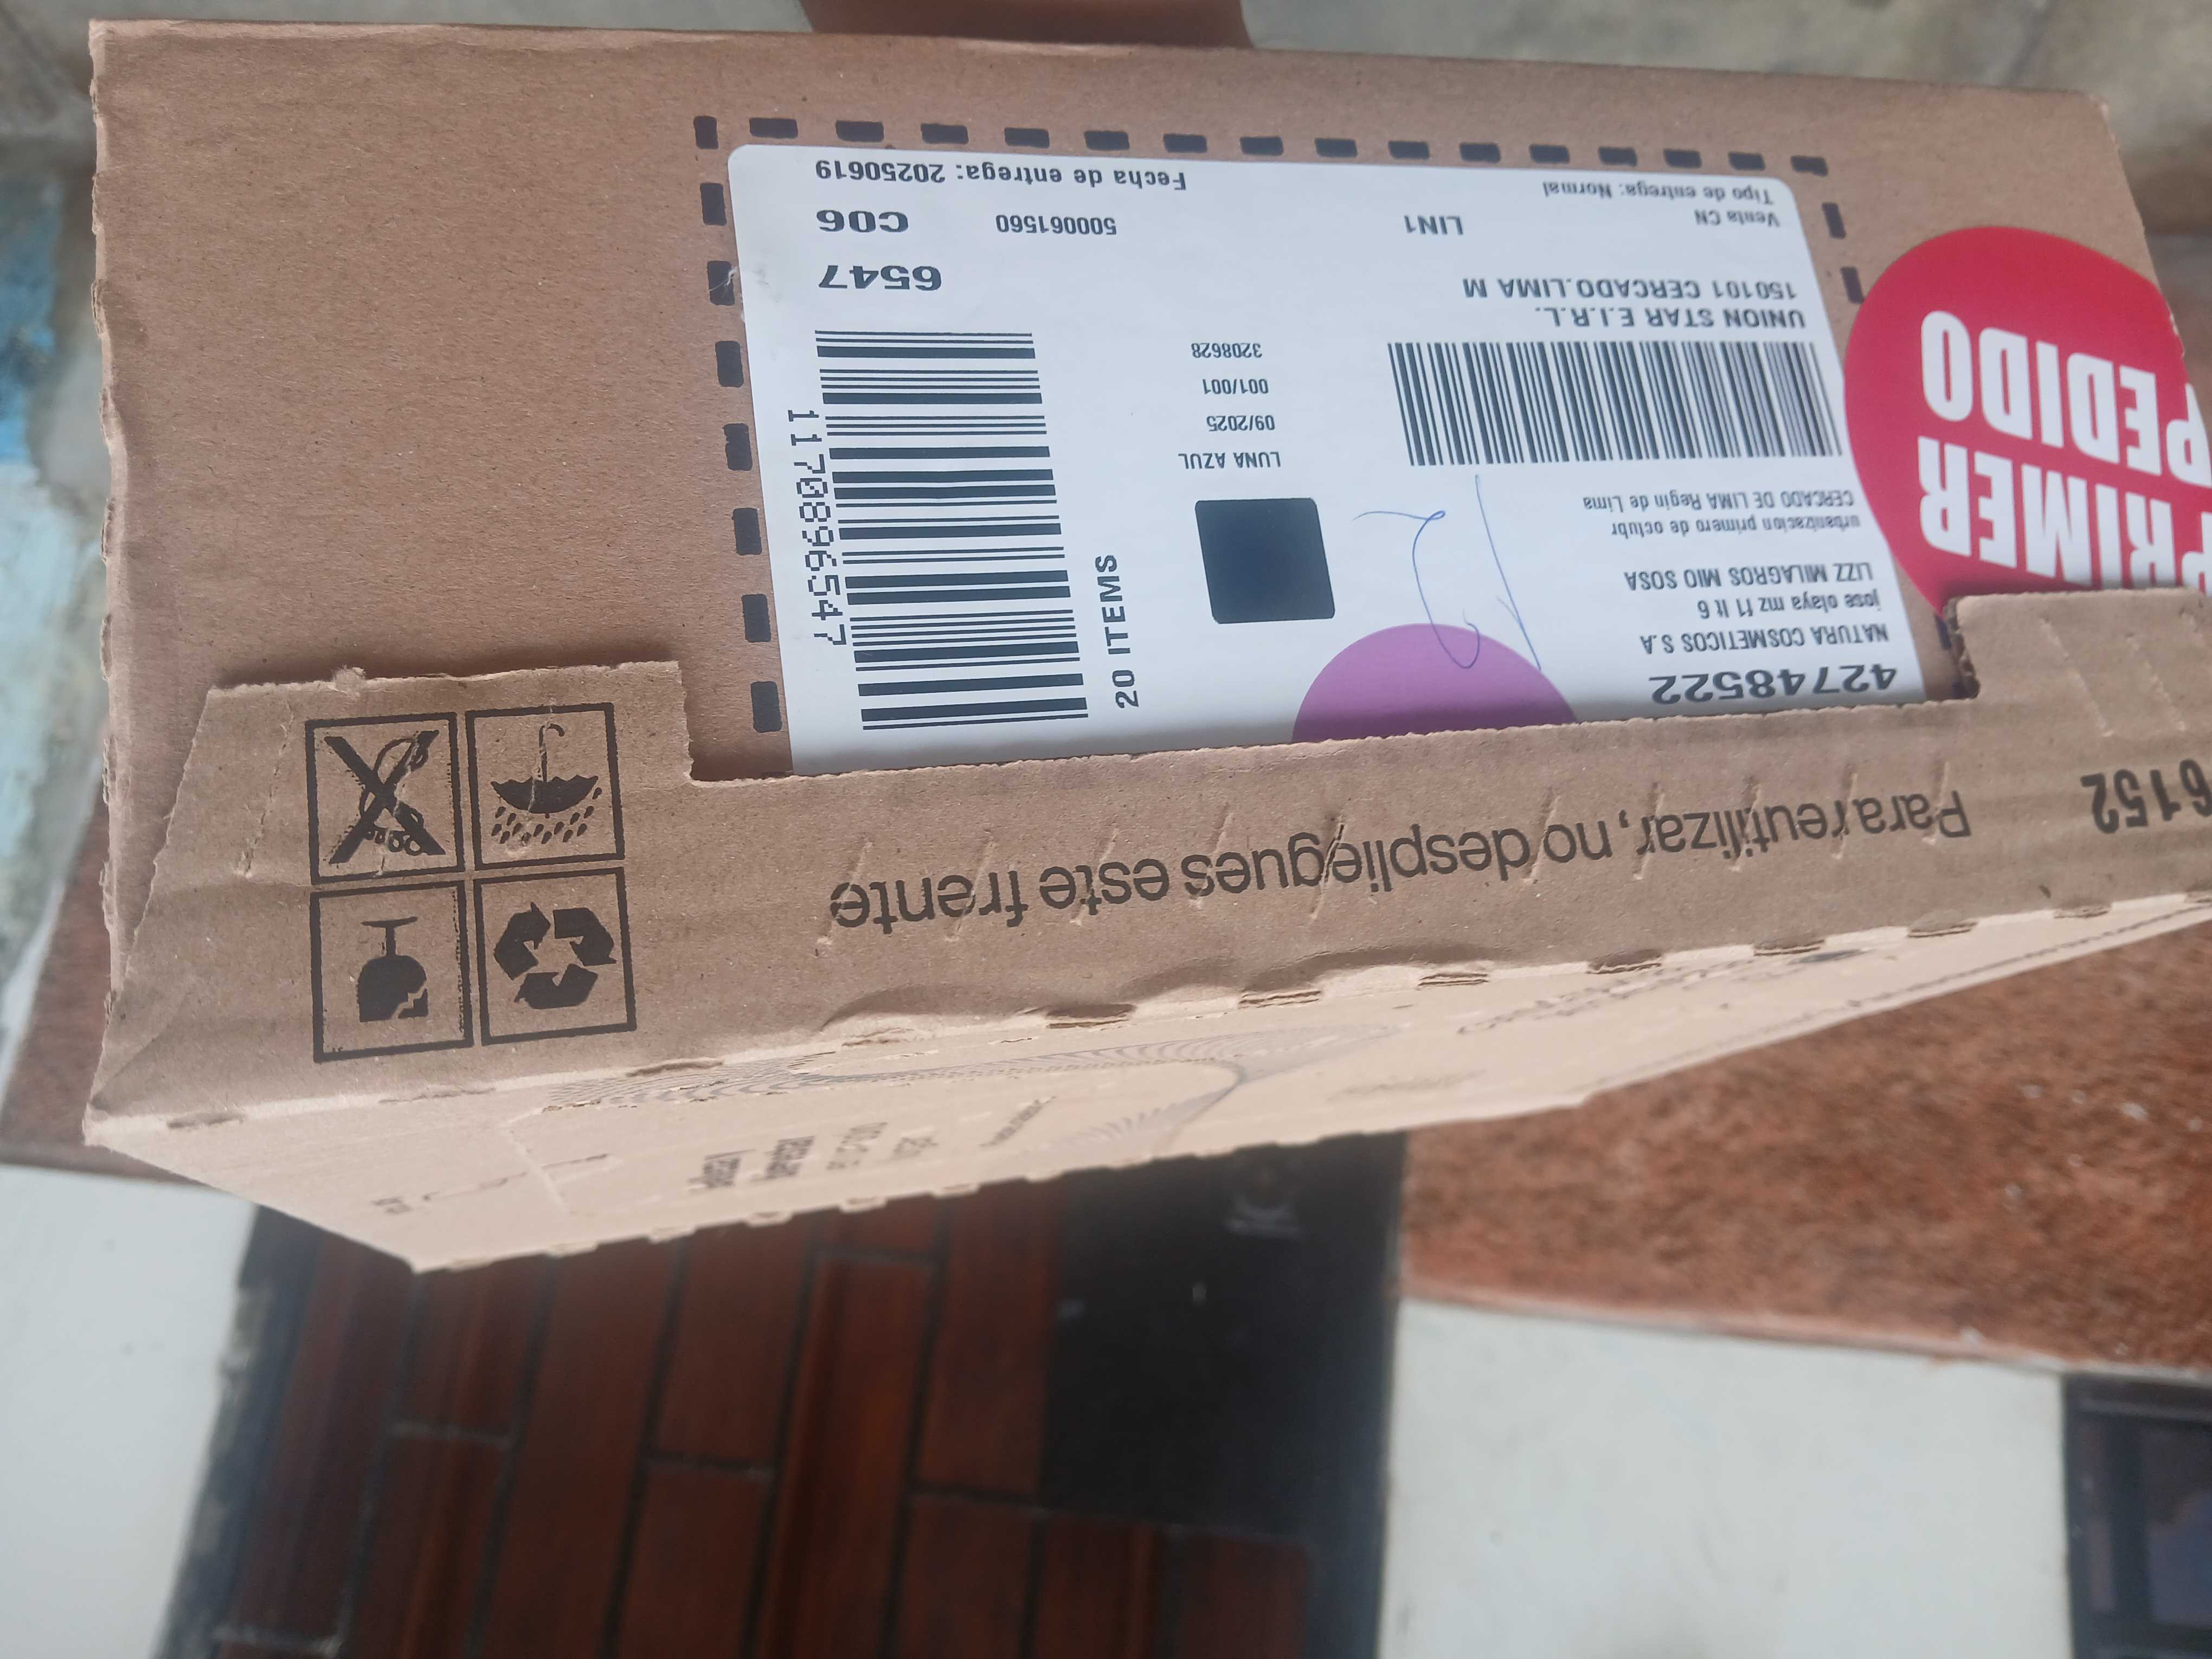 42748522
NATURA COSMETICOS S.A
jose olaya mz f1 lt 6
LIZZ MILAGROS MIO SOSA
urbanizacion primero de octubr
CERCADO DE LIMA Regin de Lima
UNION STAR E.I.R.L.
150101 CERCADO.LIMA M
Venta CN
Tipo de entrega: Normal
LUNA AZUL
09/2025
001/001
3208628
LIN1
500061560
Fecha de entrega: 20250619
20 ITEMS
11708966547
6547
C06
PRIMER
PEDIDO
6152
Para reutilizar, no despliegues este frente